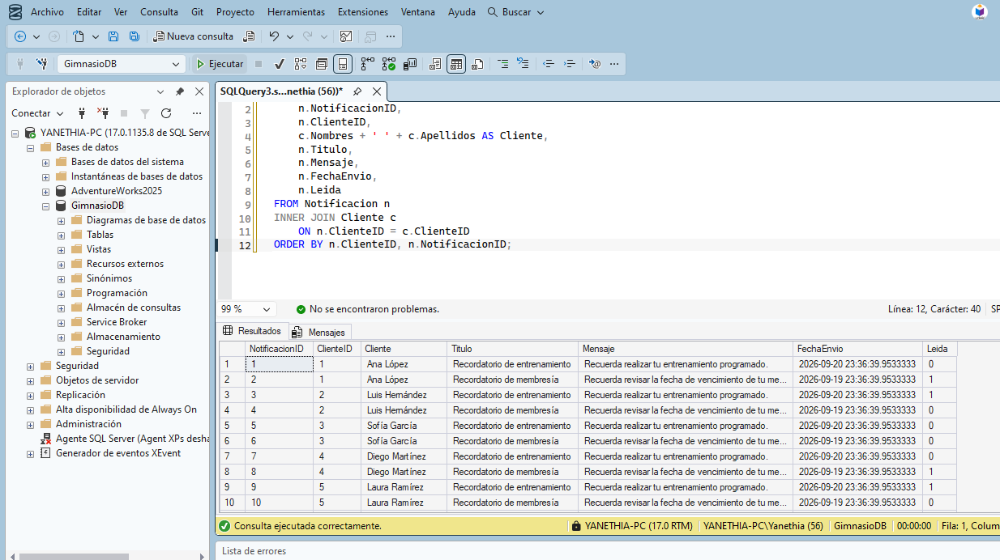 Archivo Editar Ver Consulta Git Proyecto Herramientas Extensiones Ventana Ayuda Buscar
Nueva consulta
GimnasioDB Ejecutar
Explorador de objetos
Conectar
YANETHIA-PC (17.0.1135.8 de SQL Serve
Bases de datos
Bases de datos del sistema
Instantáneas de bases de datos
AdventureWorks2025
GimnasioDB
Diagramas de base de datos
Tablas
Vistas
Recursos externos
Sinónimos
Programación
Almacén de consultas
Service Broker
Almacenamiento
Seguridad
Seguridad
Objetos de servidor
Replicación
Alta disponibilidad de Always On
Administración
Agente SQL Server (Agent XPs desha
Generador de eventos XEvent
SQLQuery3.s...nethia (56))*
2 n.NotificacionID,
3 n.ClienteID,
4 c.Nombres + ' ' + c.Apellidos AS Cliente,
5 n.Titulo,
6 n.Mensaje,
7 n.FechaEnvio,
8 n.Leida
9 FROM Notificacion n
10 INNER JOIN Cliente c
11 ON n.ClienteID = c.ClienteID
12 ORDER BY n.ClienteID, n.NotificacionID;
99 % No se encontraron problemas. Línea: 12, Carácter: 40 SP
Resultados Mensajes
NotificacionID ClienteID Cliente Titulo Mensaje FechaEnvio Leida
1 1 1 Ana López Recordatorio de entrenamiento Recuerda realizar tu entrenamiento programado. 2026-09-20 23:36:39.9533333 0
2 2 1 Ana López Recordatorio de membresía Recuerda revisar la fecha de vencimiento de tu me... 2026-09-19 23:36:39.9533333 1
3 3 2 Luis Hernández Recordatorio de entrenamiento Recuerda realizar tu entrenamiento programado. 2026-09-20 23:36:39.9533333 1
4 4 2 Luis Hernández Recordatorio de membresía Recuerda revisar la fecha de vencimiento de tu me... 2026-09-19 23:36:39.9533333 0
5 5 3 Sofía García Recordatorio de entrenamiento Recuerda realizar tu entrenamiento programado. 2026-09-20 23:36:39.9533333 0
6 6 3 Sofía García Recordatorio de membresía Recuerda revisar la fecha de vencimiento de tu me... 2026-09-19 23:36:39.9533333 0
7 7 4 Diego Martínez Recordatorio de entrenamiento Recuerda realizar tu entrenamiento programado. 2026-09-20 23:36:39.9533333 0
8 8 4 Diego Martínez Recordatorio de membresía Recuerda revisar la fecha de vencimiento de tu me... 2026-09-19 23:36:39.9533333 1
9 9 5 Laura Ramírez Recordatorio de entrenamiento Recuerda realizar tu entrenamiento programado. 2026-09-20 23:36:39.9533333 1
10 10 5 Laura Ramírez Recordatorio de membresía Recuerda revisar la fecha de vencimiento de tu me... 2026-09-19 23:36:39.9533333 0
Consulta ejecutada correctamente. YANETHIA-PC (17.0 RTM) YANETHIA-PC\Yanethia (56) GimnasioDB 00:00:00 Fila: 1, Colum
Lista de errores